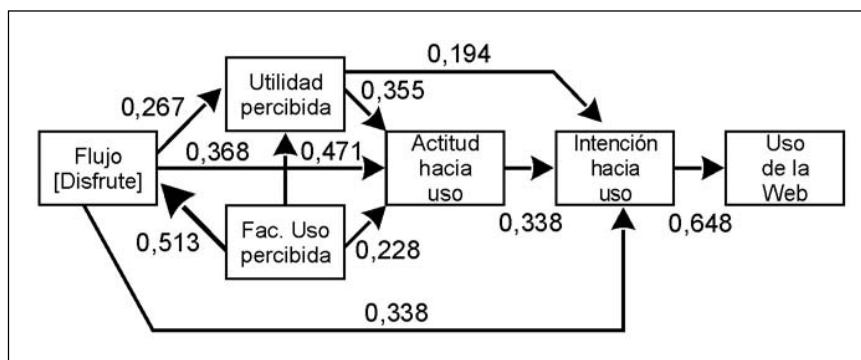 0,194
Utilidad
percibida
0,355
0,267
Flujo
[Disfrute]
0,368
0,471
Actitud
hacia
uso
Intención
hacia
uso
Uso
de la
Web
Fac. Uso
percibida
0,513
0,228
0,338
0,648
0,338